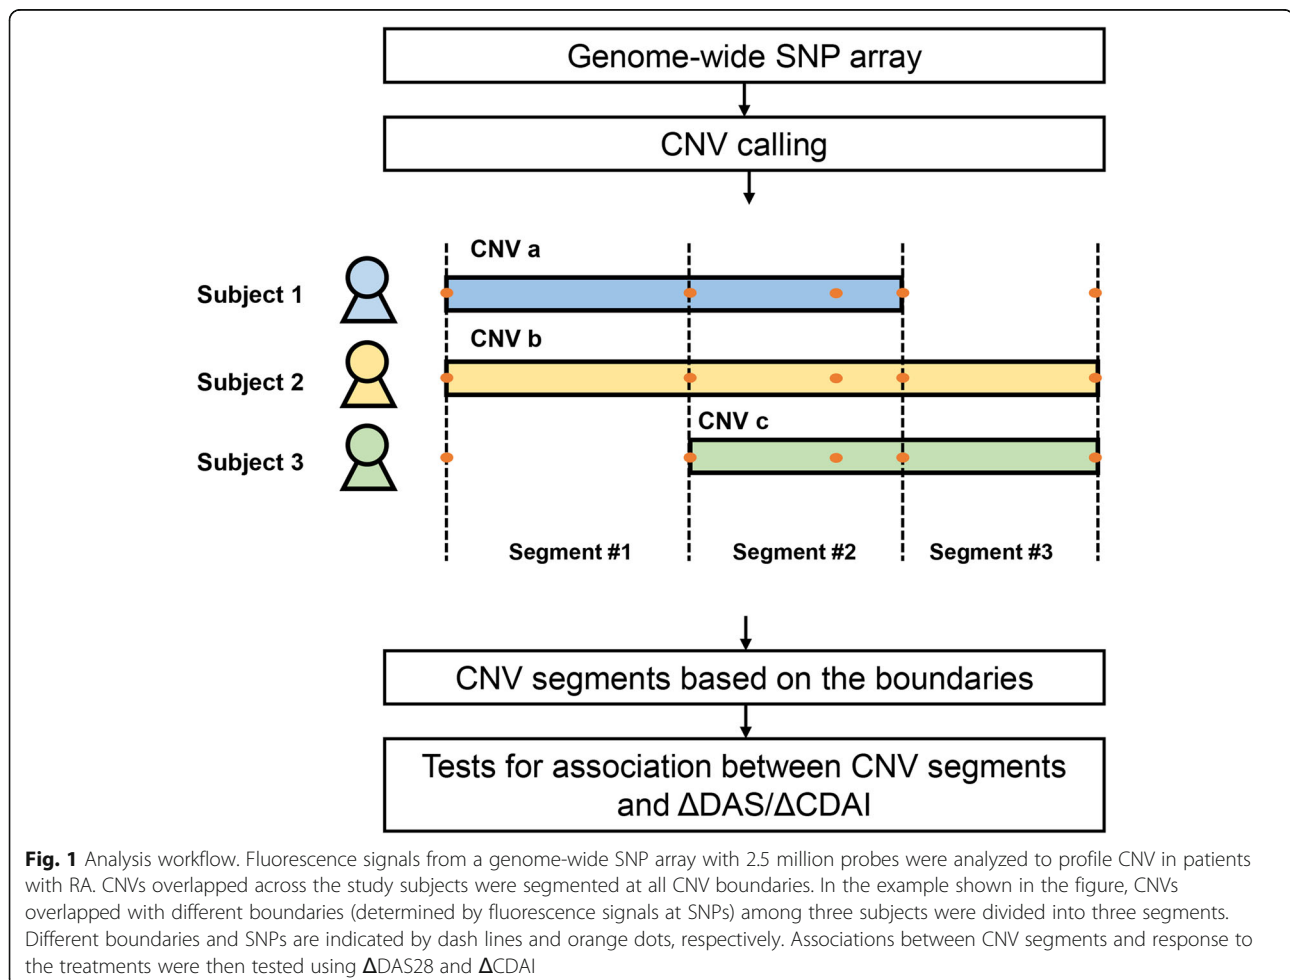 Genome-wide SNP array
CNV calling
CNV a
Subject 1
CNV b
Subject 2
CNV c
Subject 3
Segment #1 Segment #2 Segment #3
CNV segments based on the boundaries
Tests for association between CNV segments
and ΔDAS/ΔCDAI
Fig. 1 Analysis workflow. Fluorescence signals from a genome-wide SNP array with 2.5 million probes were analyzed to profile CNV in patients
with RA. CNVs overlapped across the study subjects were segmented at all CNV boundaries. In the example shown in the figure, CNVs
overlapped with different boundaries (determined by fluorescence signals at SNPs) among three subjects were divided into three segments.
Different boundaries and SNPs are indicated by dash lines and orange dots, respectively. Associations between CNV segments and response to
the treatments were then tested using ΔDAS28 and ΔCDAI